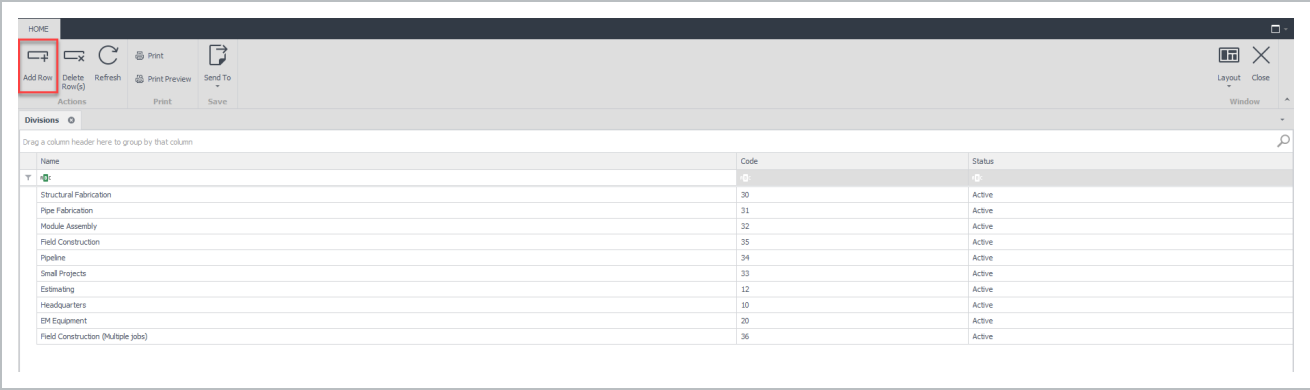 HOME
Add Row Delete Row(s) Refresh Print Print Preview Send To Layout Close
Actions Print Save Window
Divisions
Drag a column header here to group by that column
Name Code Status
Structural Fabrication 30 Active
Pipe Fabrication 31 Active
Module Assembly 32 Active
Field Construction 35 Active
Pipeline 34 Active
Small Projects 33 Active
Estimating 12 Active
Headquarters 10 Active
EM Equipment 20 Active
Field Construction (Multiple jobs) 36 Active